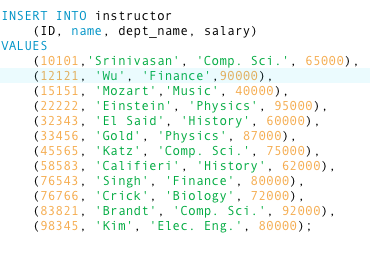 INSERT INTO instructor
(ID, name, dept_name, salary)
VALUES
(10101,'Srinivasan', 'Comp. Sci.', 65000),
(12121, 'Wu', 'Finance',90000),
(15151, 'Mozart','Music', 40000),
(22222, 'Einstein', 'Physics', 95000),
(32343, 'El Said', 'History', 60000),
(33456, 'Gold', 'Physics', 87000),
(45565, 'Katz', 'Comp. Sci.', 75000),
(58583, 'Califieri', 'History', 62000),
(76543, 'Singh', 'Finance', 80000),
(76766, 'Crick', 'Biology', 72000),
(83821, 'Brandt', 'Comp. Sci.', 92000),
(98345, 'Kim', 'Elec. Eng.', 80000);